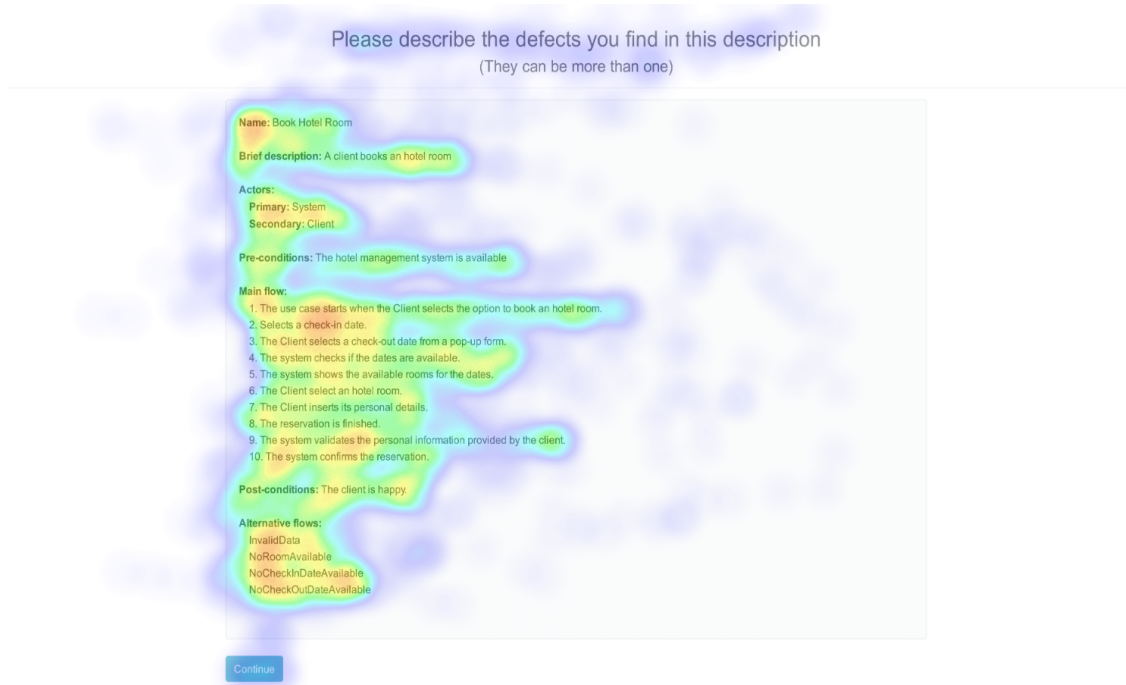 Please describe the defects you find in this description
(They can be more than one)
Name: Book Hotel Room
Brief description: A client books an hotel room
Actors:
Primary: System
Secondary: Client
Pre-conditions: The hotel management system is available
Main flow:
1. The use case starts when the Client selects the option to book an hotel room.
2. Selects a check-in date.
3. The Client selects a check-out date from a pop-up form.
4. The system checks if the dates are available.
5. The system shows the available rooms for the dates.
6. The Client select an hotel room.
7. The Client inserts its personal details.
8. The reservation is finished.
9. The system validates the personal information provided by the client.
10. The system confirms the reservation.
Post-conditions: The client is happy.
Alternative flows:
InvalidData
NoRoomAvailable
NoCheckInDateAvailable
NoCheckOutDateAvailable
Continue